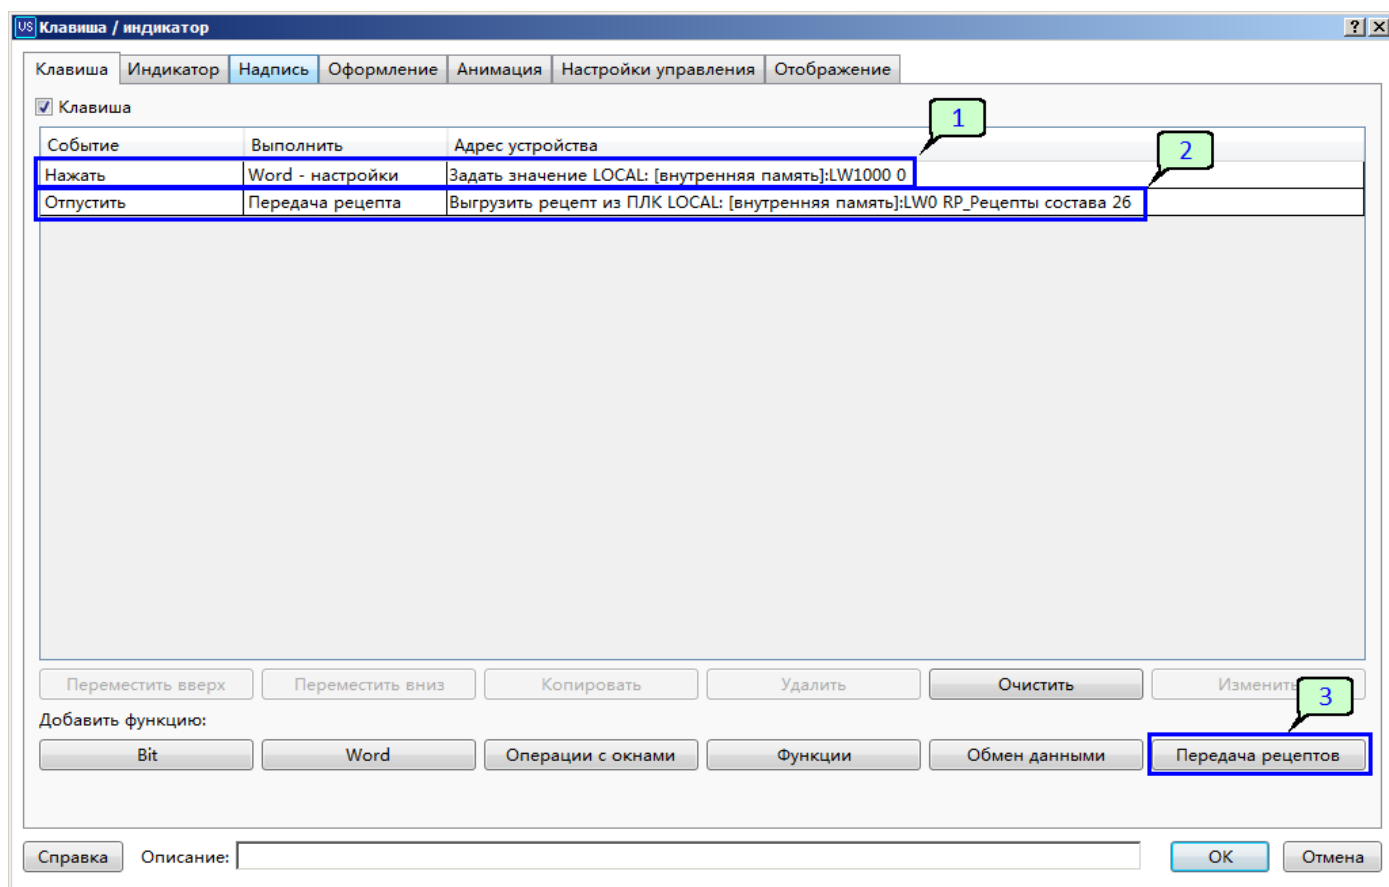 VS Клавиша / индикатор ? X
Клавиша Индикатор Надпись Оформление Анимация Настройки управления Отображение
Клавиша
1
Событие Выполнить Адрес устройства
2
Нажать Word - настройки Задать значение LOCAL: [внутренняя память]:LW1000 0
Отпустить Передача рецепта Выгрузить рецепт из ПЛК LOCAL: [внутренняя память]:LW0 RP_Рецепты состава 26
Переместить вверх Переместить вниз Копировать Удалить Очистить Изменить
3
Добавить функцию:
Bit Word Операции с окнами Функции Обмен данными Передача рецептов
Справка Описание: OK Отмена